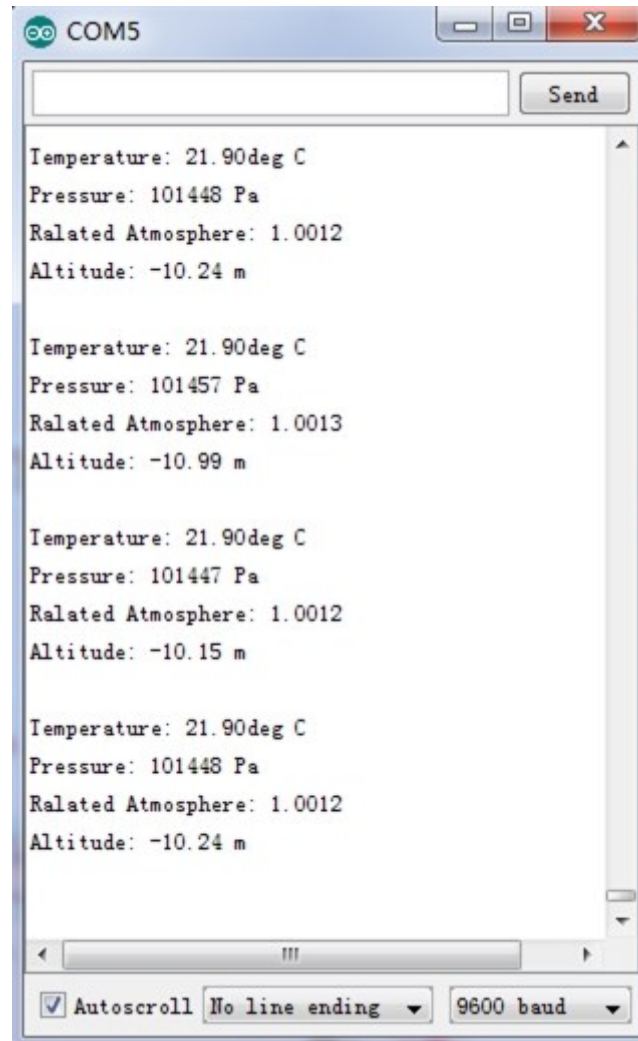 COM5
Send
Temperature: 21.90deg C
Pressure: 101448 Pa
Ralated Atmosphere: 1.0012
Altitude: -10.24 m
Temperature: 21.90deg C
Pressure: 101457 Pa
Ralated Atmosphere: 1.0013
Altitude: -10.99 m
Temperature: 21.90deg C
Pressure: 101447 Pa
Ralated Atmosphere: 1.0012
Altitude: -10.15 m
Temperature: 21.90deg C
Pressure: 101448 Pa
Ralated Atmosphere: 1.0012
Altitude: -10.24 m
Autoscroll No line ending 9600 baud